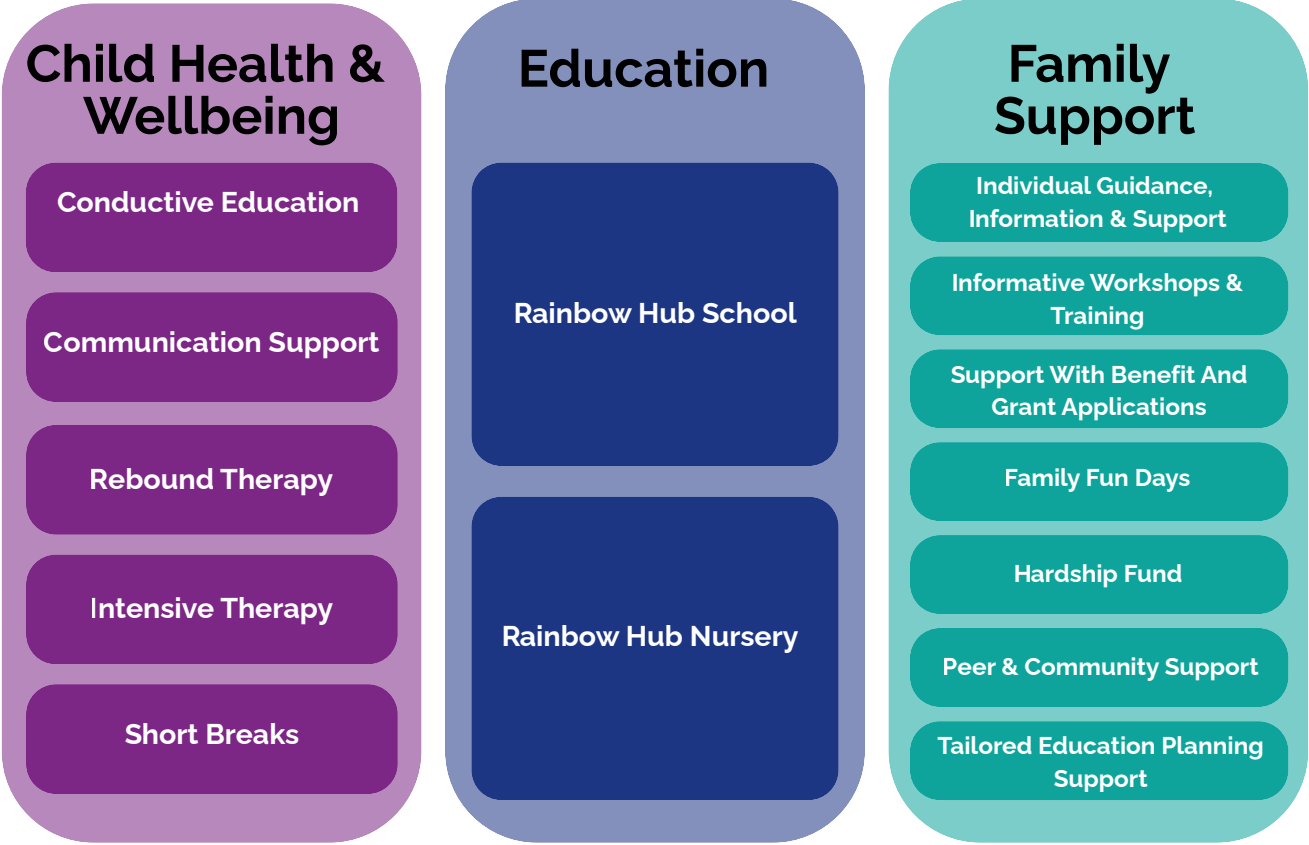 Child Health &
Wellbeing
Conductive Education
Communication Support
Rebound Therapy
Intensive Therapy
Short Breaks
Education
Rainbow Hub School
Rainbow Hub Nursery
Family
Support
Individual Guidance,
Information & Support
Informative Workshops &
Training
Support With Benefit And
Grant Applications
Family Fun Days
Hardship Fund
Peer & Community Support
Tailored Education Planning
Support